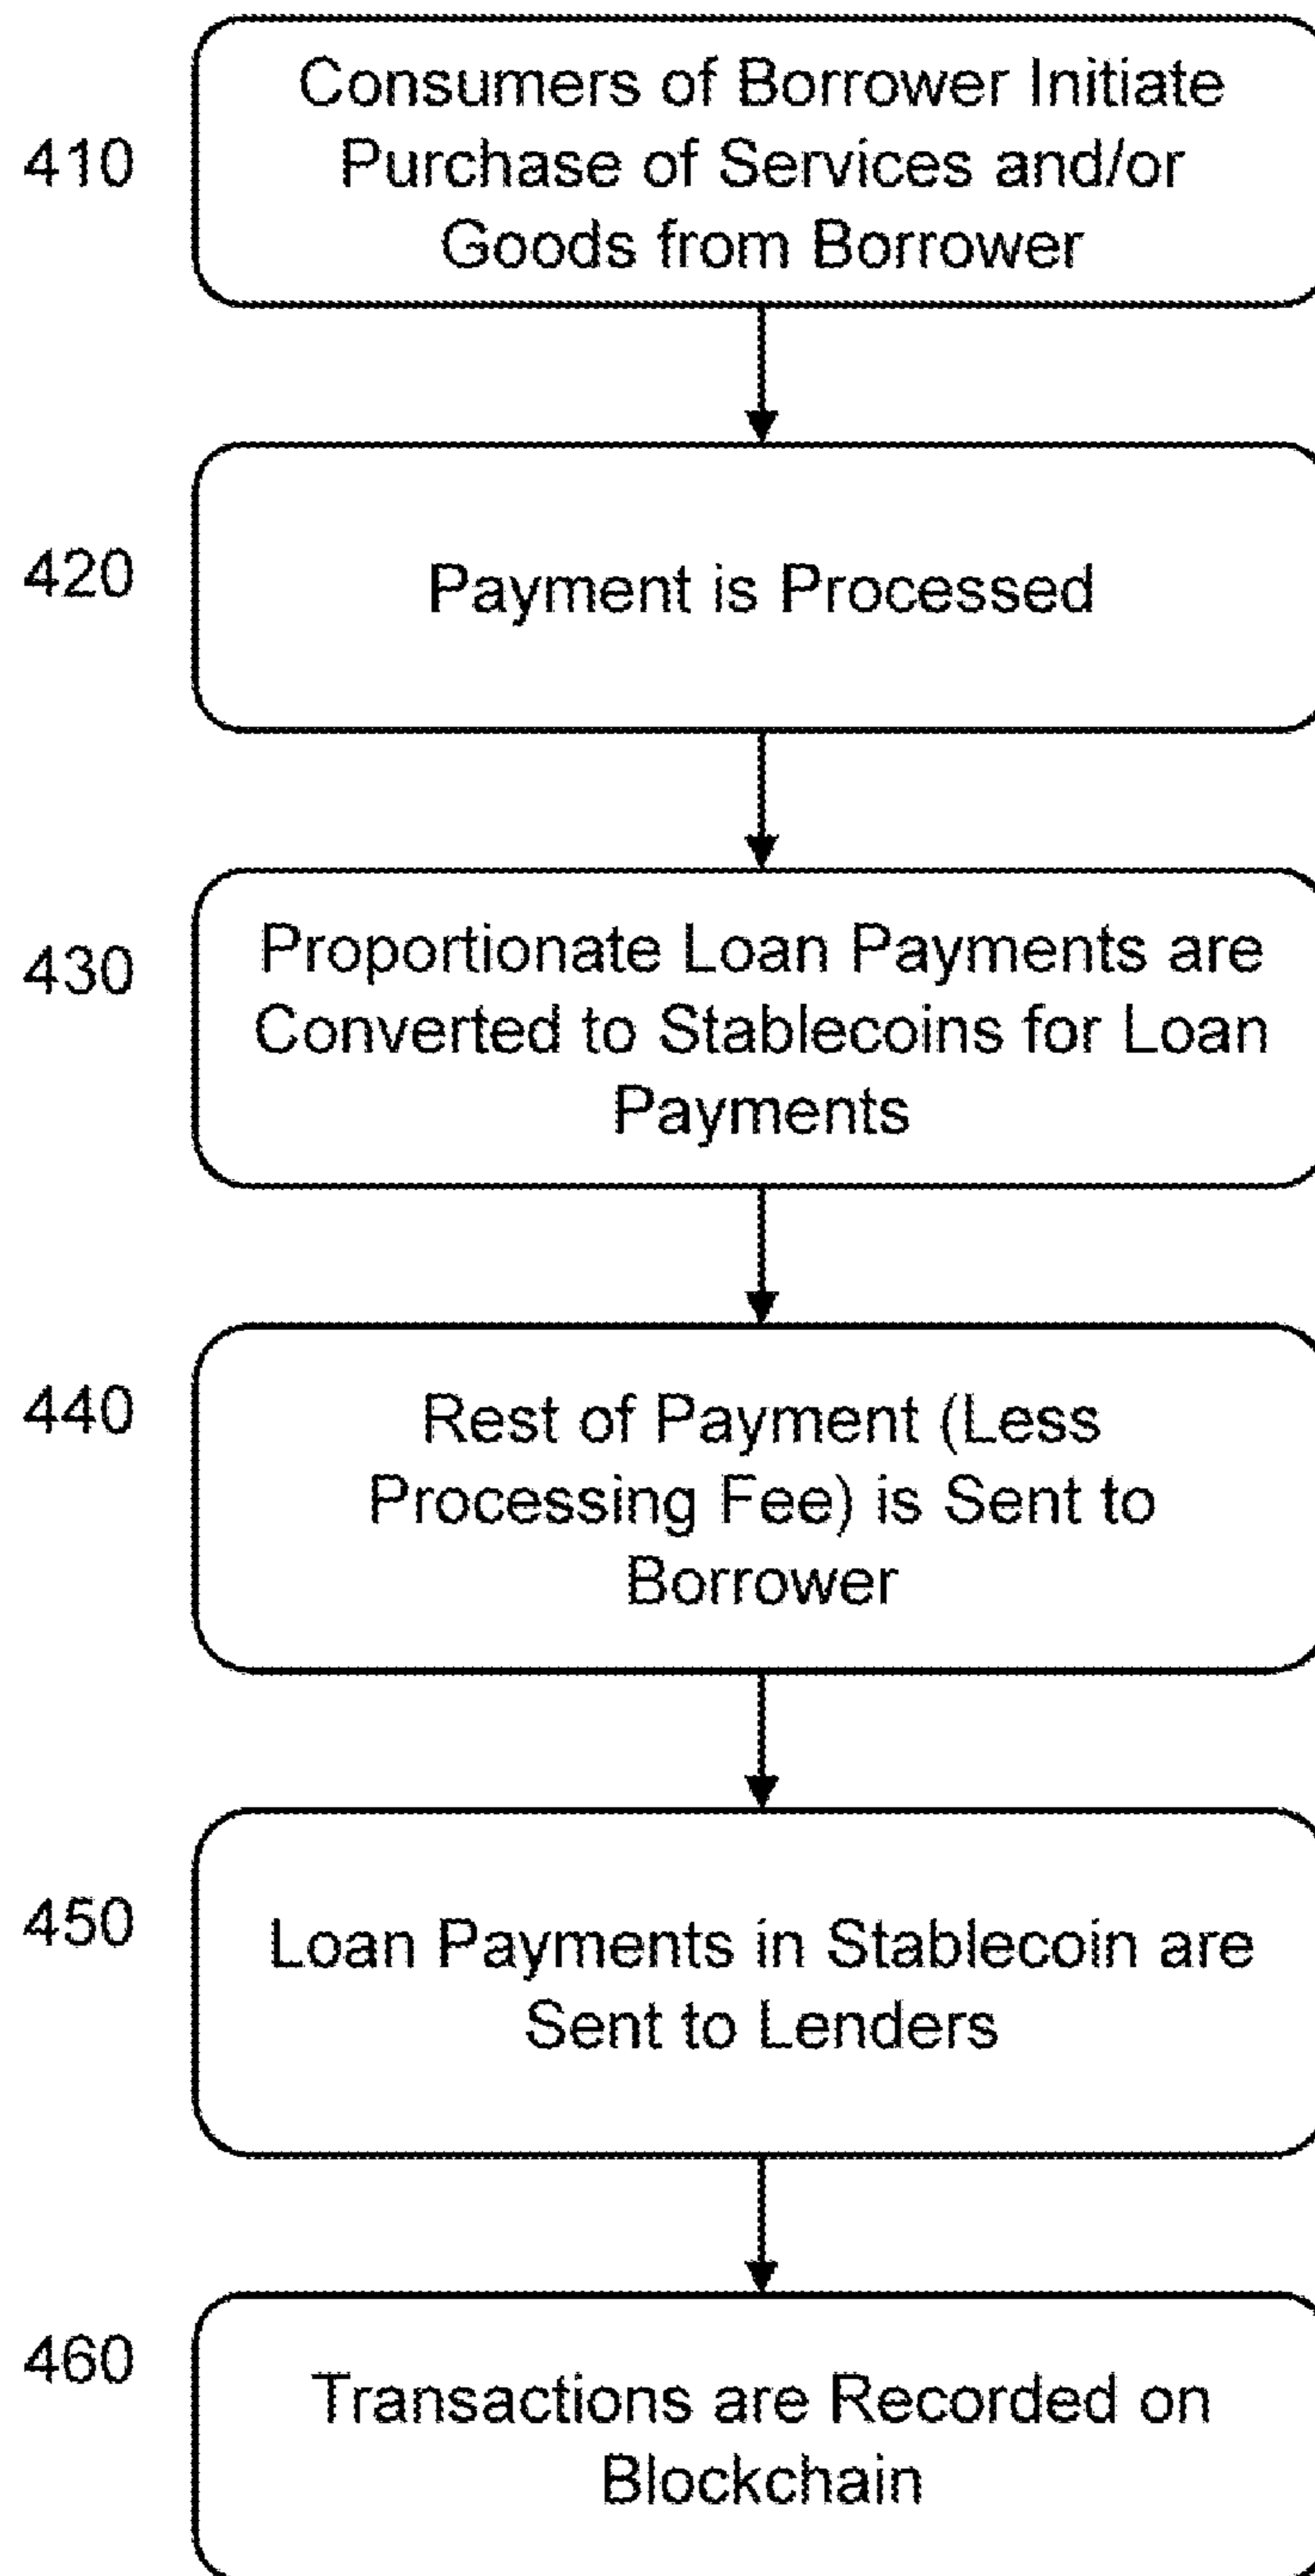 410
Consumers of Borrower Initiate
Purchase of Services and/or
Goods from Borrower
420
Payment is Processed
430
Proportionate Loan Payments are
Converted to Stablecoins for Loan
Payments
440
Rest of Payment (Less
Processing Fee) is Sent to
Borrower
450
Loan Payments in Stablecoin are
Sent to Lenders
460
Transactions are Recorded on
Blockchain